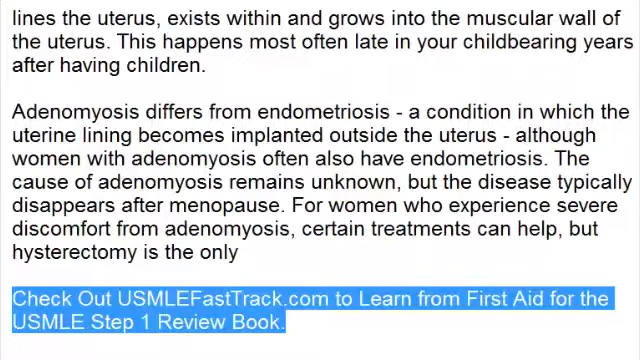 lines the uterus, exists within and grows into the muscular wall of
the uterus. This happens most often late in your childbearing years
after having children.
Adenomyosis differs from endometriosis - a condition in which the
uterine lining becomes implanted outside the uterus - although
women with adenomyosis often also have endometriosis. The
cause of adenomyosis remains unknown, but the disease typically
disappears after menopause. For women who experience severe
discomfort from adenomyosis, certain treatments can help, but
hysterectomy is the only
Check Out USMLEFastTrack.com to Learn from First Aid for the
USMLE Step 1 Review Book.